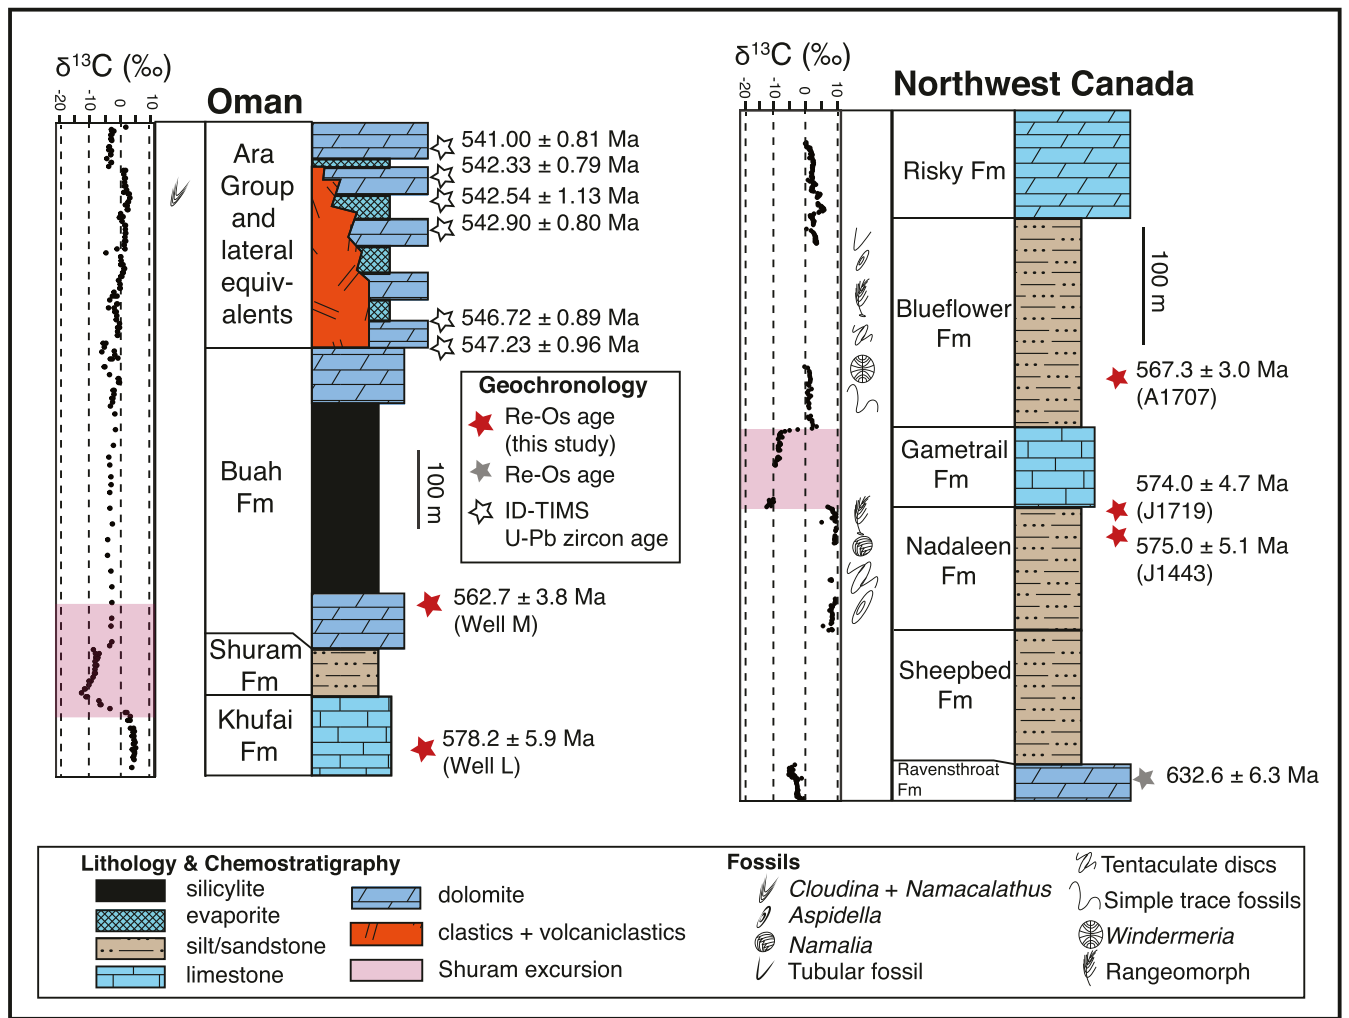 δ¹³C (‰)
-20 -10 0 10
Oman
Ara
Group
and
lateral
equiv-
alents
541.00 ± 0.81 Ma
542.33 ± 0.79 Ma
542.54 ± 1.13 Ma
542.90 ± 0.80 Ma
546.72 ± 0.89 Ma
547.23 ± 0.96 Ma
Buah
Fm
100 m
Geochronology
Re-Os age
(this study)
Re-Os age
ID-TIMS
U-Pb zircon age
562.7 ± 3.8 Ma
(Well M)
Shuram
Fm
Khufai
Fm
578.2 ± 5.9 Ma
(Well L)
δ¹³C (‰)
-20 -10 0 10
Northwest Canada
Risky Fm
Blueflower
Fm
100 m
567.3 ± 3.0 Ma
(A1707)
Gametrail
Fm
574.0 ± 4.7 Ma
(J1719)
Nadaleen
Fm
575.0 ± 5.1 Ma
(J1443)
Sheepbed
Fm
Ravensthroat
Fm
632.6 ± 6.3 Ma
Lithology & Chemostratigraphy
silicylite
evaporite
silt/sandstone
limestone
dolomite
clastics + volcaniclastics
Shuram excursion
Fossils
Cloudina + Namacalathus
Aspidella
Namalia
Tubular fossil
Tentaculate discs
Simple trace fossils
Windermeria
Rangeomorph